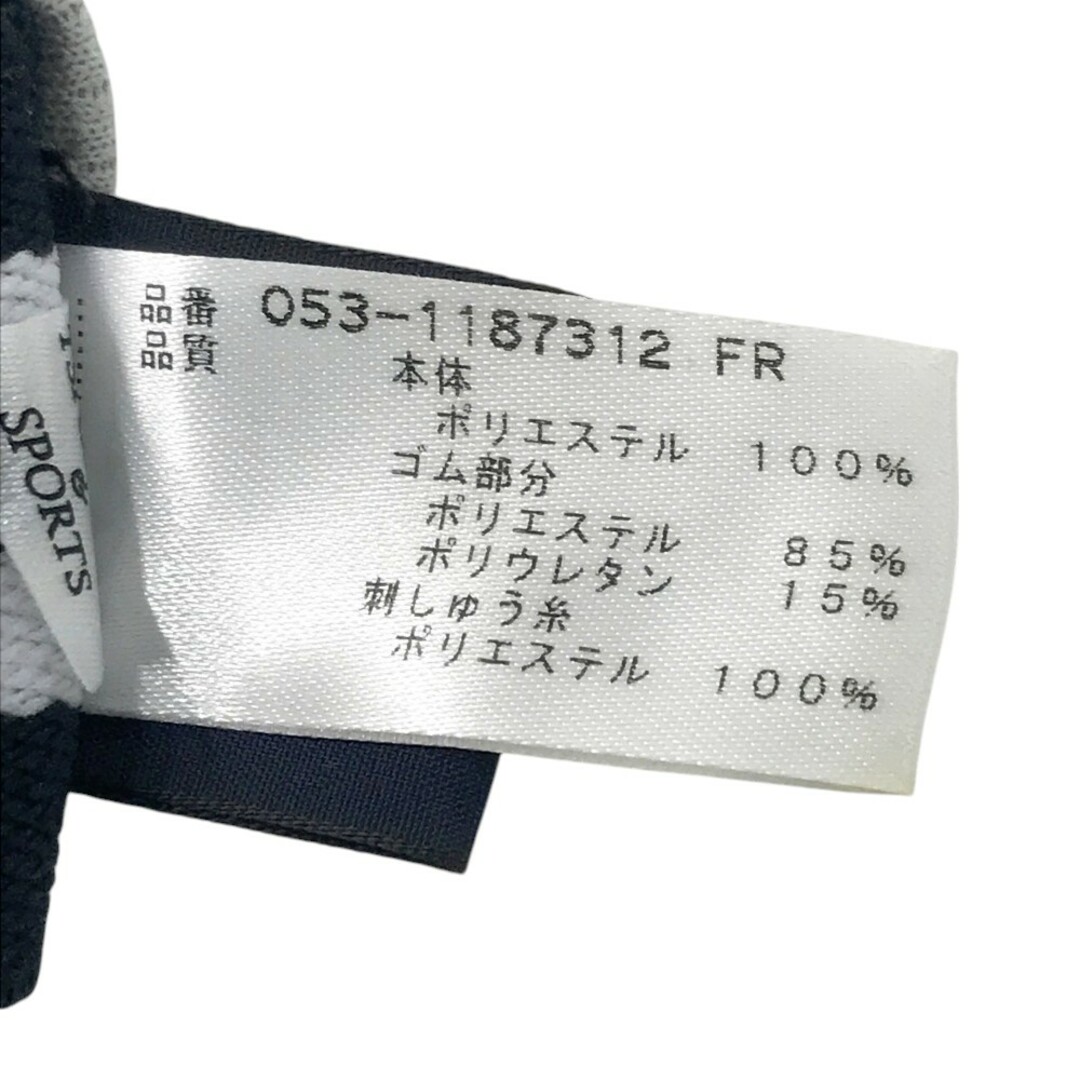 品番 053-1187312 FR
品質
本体
ポリエステル 100%
ゴム部分
ポリエステル 85%
ポリウレタン 15%
刺しゅう糸
ポリエステル 100%
&
SPORTS